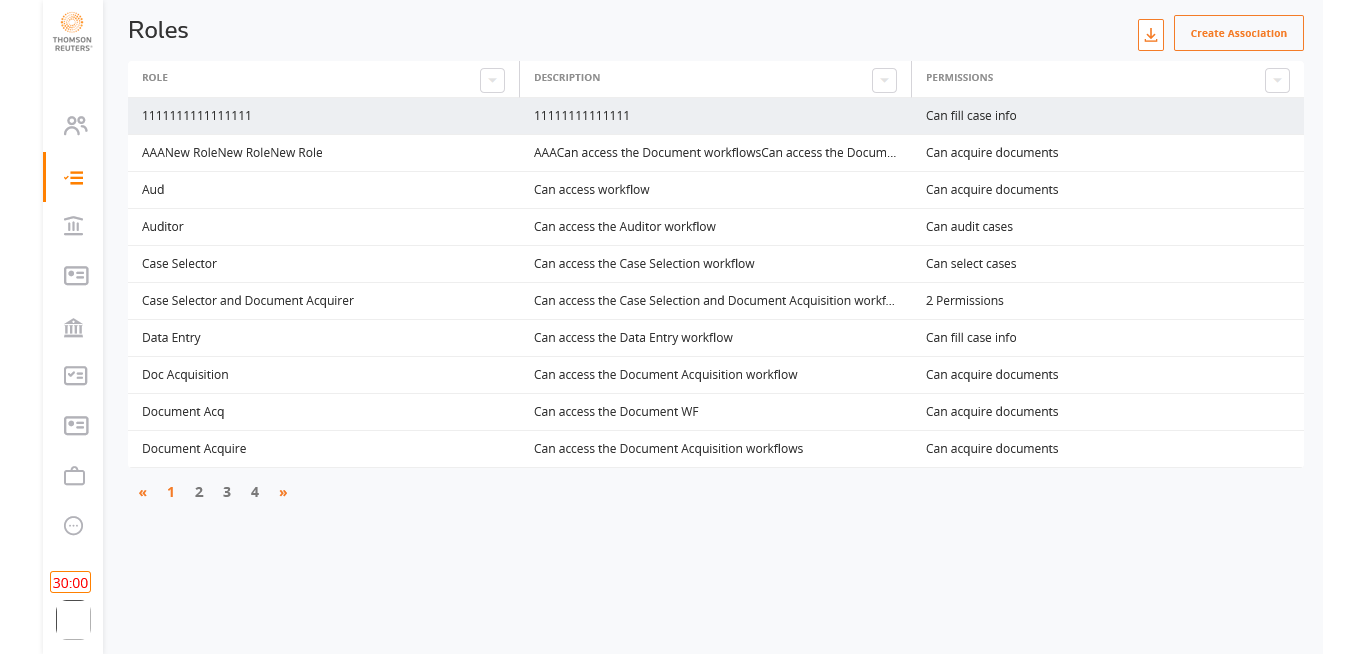 THOMSON
REUTERS
Roles
Create Association
ROLE DESCRIPTION PERMISSIONS
1111111111111111 11111111111111 Can fill case info
AAANew RoleNew RoleNew Role AAACan access the Document workflowsCan access the Docum... Can acquire documents
Aud Can access workflow Can acquire documents
Auditor Can access the Auditor workflow Can audit cases
Case Selector Can access the Case Selection workflow Can select cases
Case Selector and Document Acquirer Can access the Case Selection and Document Acquisition workf... 2 Permissions
Data Entry Can access the Data Entry workflow Can fill case info
Doc Acquisition Can access the Document Acquisition workflow Can acquire documents
Document Acq Can access the Document WF Can acquire documents
Document Acquire Can access the Document Acquisition workflows Can acquire documents
« 1 2 3 4 »
30:00